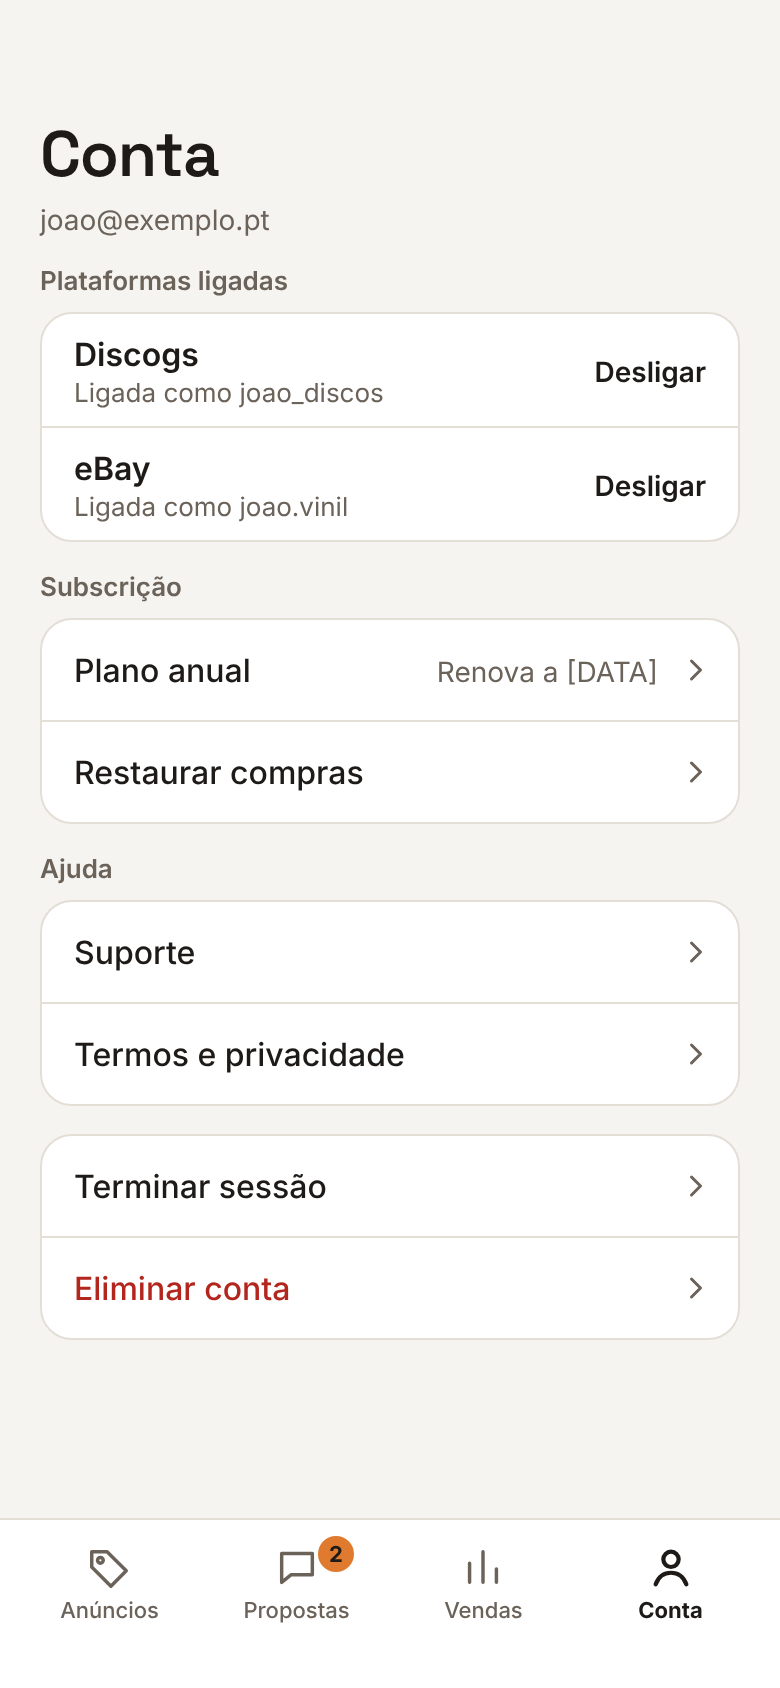 Conta
joao@exemplo.pt
Plataformas ligadas
Discogs
Ligada como joao_discos
Desligar
eBay
Ligada como joao.vinil
Desligar
Subscrição
Plano anual
Renova a [DATA]
Restaurar compras
Ajuda
Suporte
Termos e privacidade
Terminar sessão
Eliminar conta
2
Anúncios
Propostas
Vendas
Conta